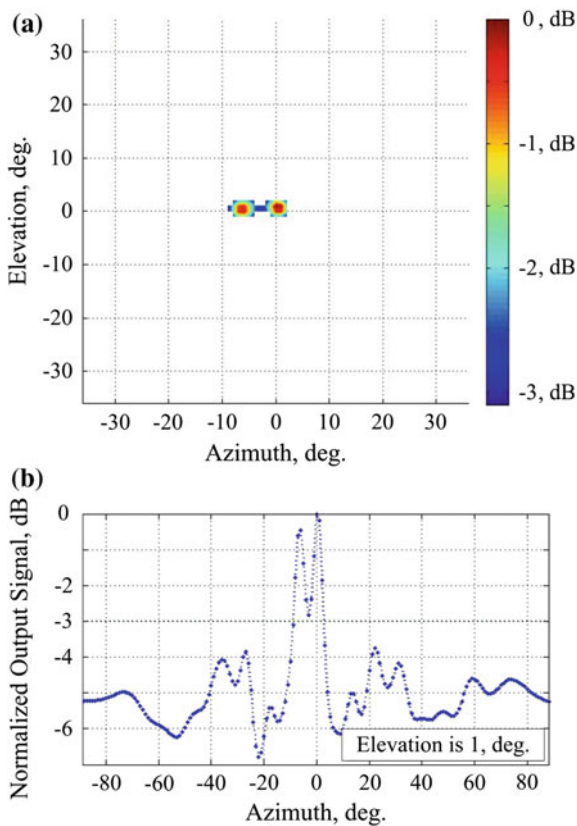 (a)
0, dB
-1, dB
-2, dB
-3, dB
30
20
10
0
-10
-20
-30
Elevation, deg.
-30 -20 -10 0 10 20 30
Azimuth, deg.
(b)
0
-2
-3
-4
-6
Normalized Output Signal, dB
Elevation is 1, deg.
-80 -60 -40 -20 0 20 40 60 80
Azimuth, deg.